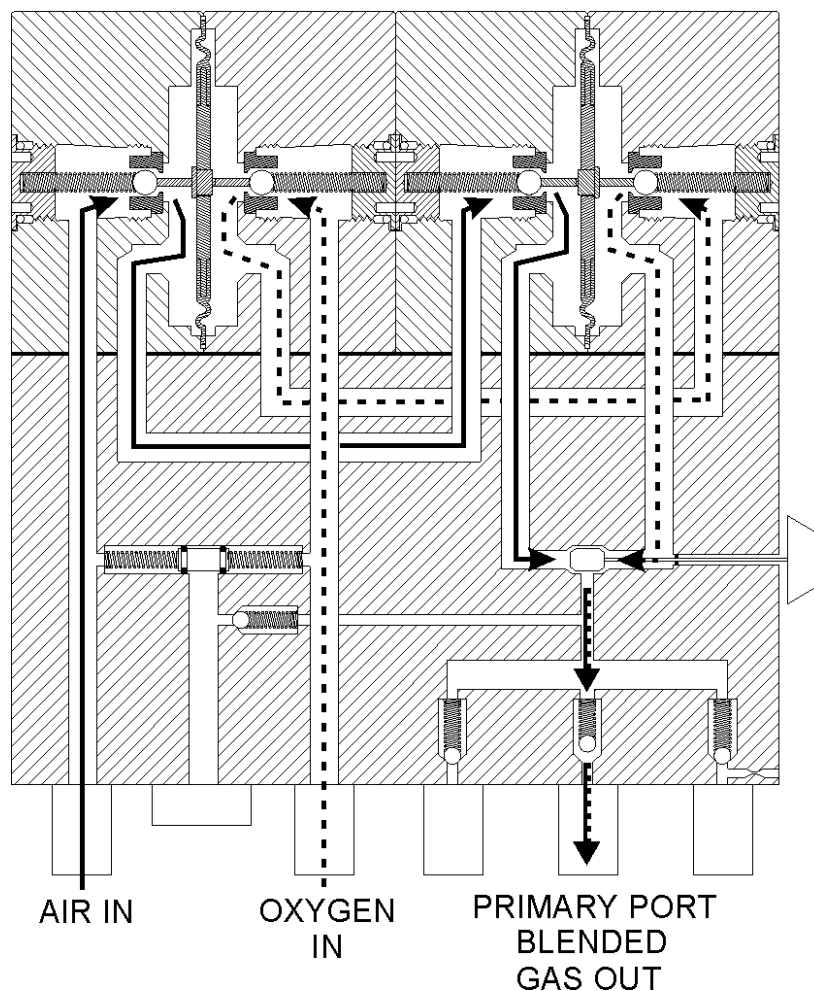 AIR IN
OXYGEN
IN
PRIMARY PORT
BLENDED
GAS OUT